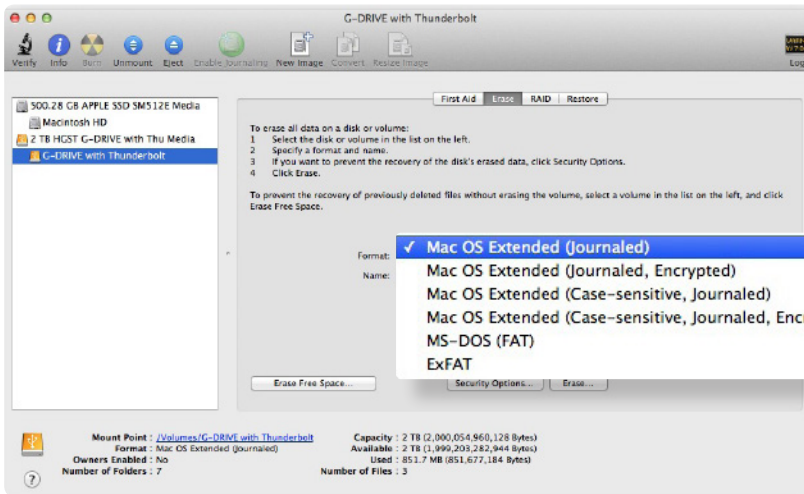 G-DRIVE with Thunderbolt
Verify Info Burn Unmount Eject Enable Journaling New Image Convert Resize Image Log
500.28 GB APPLE SSD SM512E Media
Macintosh HD
2 TB HGST G-DRIVE with Thu Media
G-DRIVE with Thunderbolt
First Aid Erase RAID Restore
To erase all data on a disk or volume:
1 Select the disk or volume in the list on the left.
2 Specify a format and name.
3 If you want to prevent the recovery of the disk's erased data, click Security Options.
4 Click Erase.
To prevent the recovery of previously deleted files without erasing the volume, select a volume in the list on the left, and click
Erase Free Space.
Format: ✓ Mac OS Extended (Journaled)
Name: Mac OS Extended (Journaled, Encrypted)
Mac OS Extended (Case-sensitive, Journaled)
Mac OS Extended (Case-sensitive, Journaled, Enc
MS-DOS (FAT)
ExFAT
Erase Free Space... Security Options... Erase...
Mount Point : /Volumes/G-DRIVE with Thunderbolt Capacity : 2 TB (2,000,054,960,128 Bytes)
Format : Mac OS Extended (Journaled) Available : 2 TB (1,999,203,282,944 Bytes)
Owners Enabled : No Used : 851.7 MB (851,677,184 Bytes)
Number of Folders : 7 Number of Files : 3
?